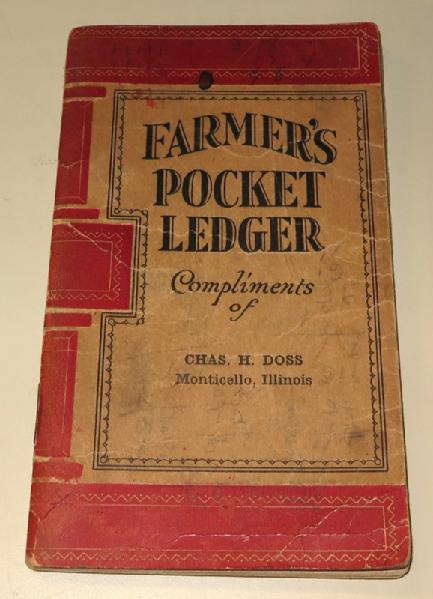 FARMER'S
POCKET
LEDGER
Compliments
of
CHAS. H. DOSS
Monticello, Illinois